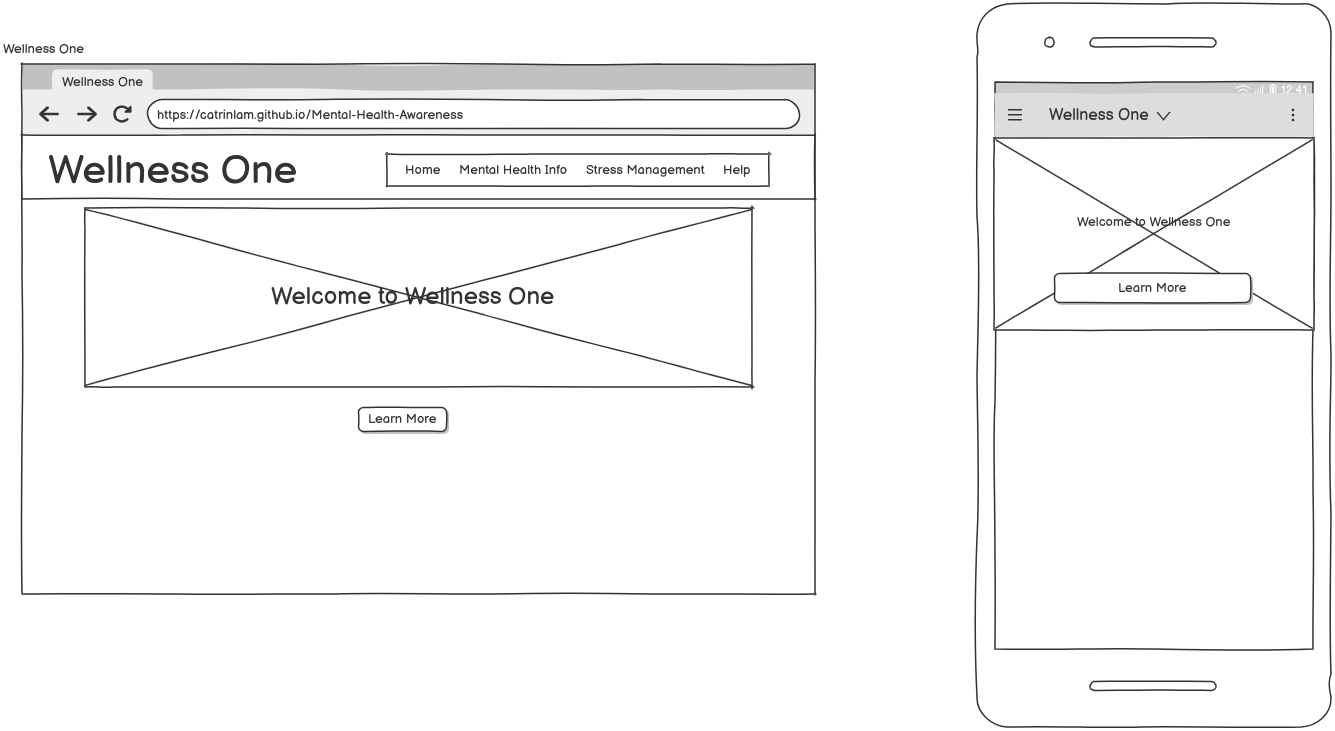 Wellness One
Wellness One
https://catrinlam.github.io/Mental-Health-Awareness
Wellness One
Home Mental Health Info Stress Management Help
Welcome to Wellness One
Learn More
12:41
Wellness One
Welcome to Wellness One
Learn More